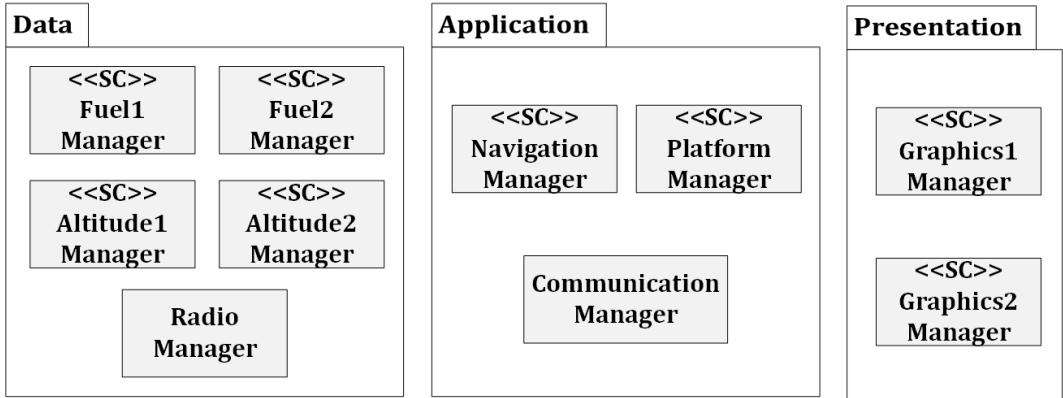 Data
<<SC>>
Fuel1
Manager
<<SC>>
Fuel2
Manager
<<SC>>
Altitude1
Manager
<<SC>>
Altitude2
Manager
Radio
Manager
Application
<<SC>>
Navigation
Manager
<<SC>>
Platform
Manager
Communication
Manager
Presentation
<<SC>>
Graphics1
Manager
<<SC>>
Graphics2
Manager